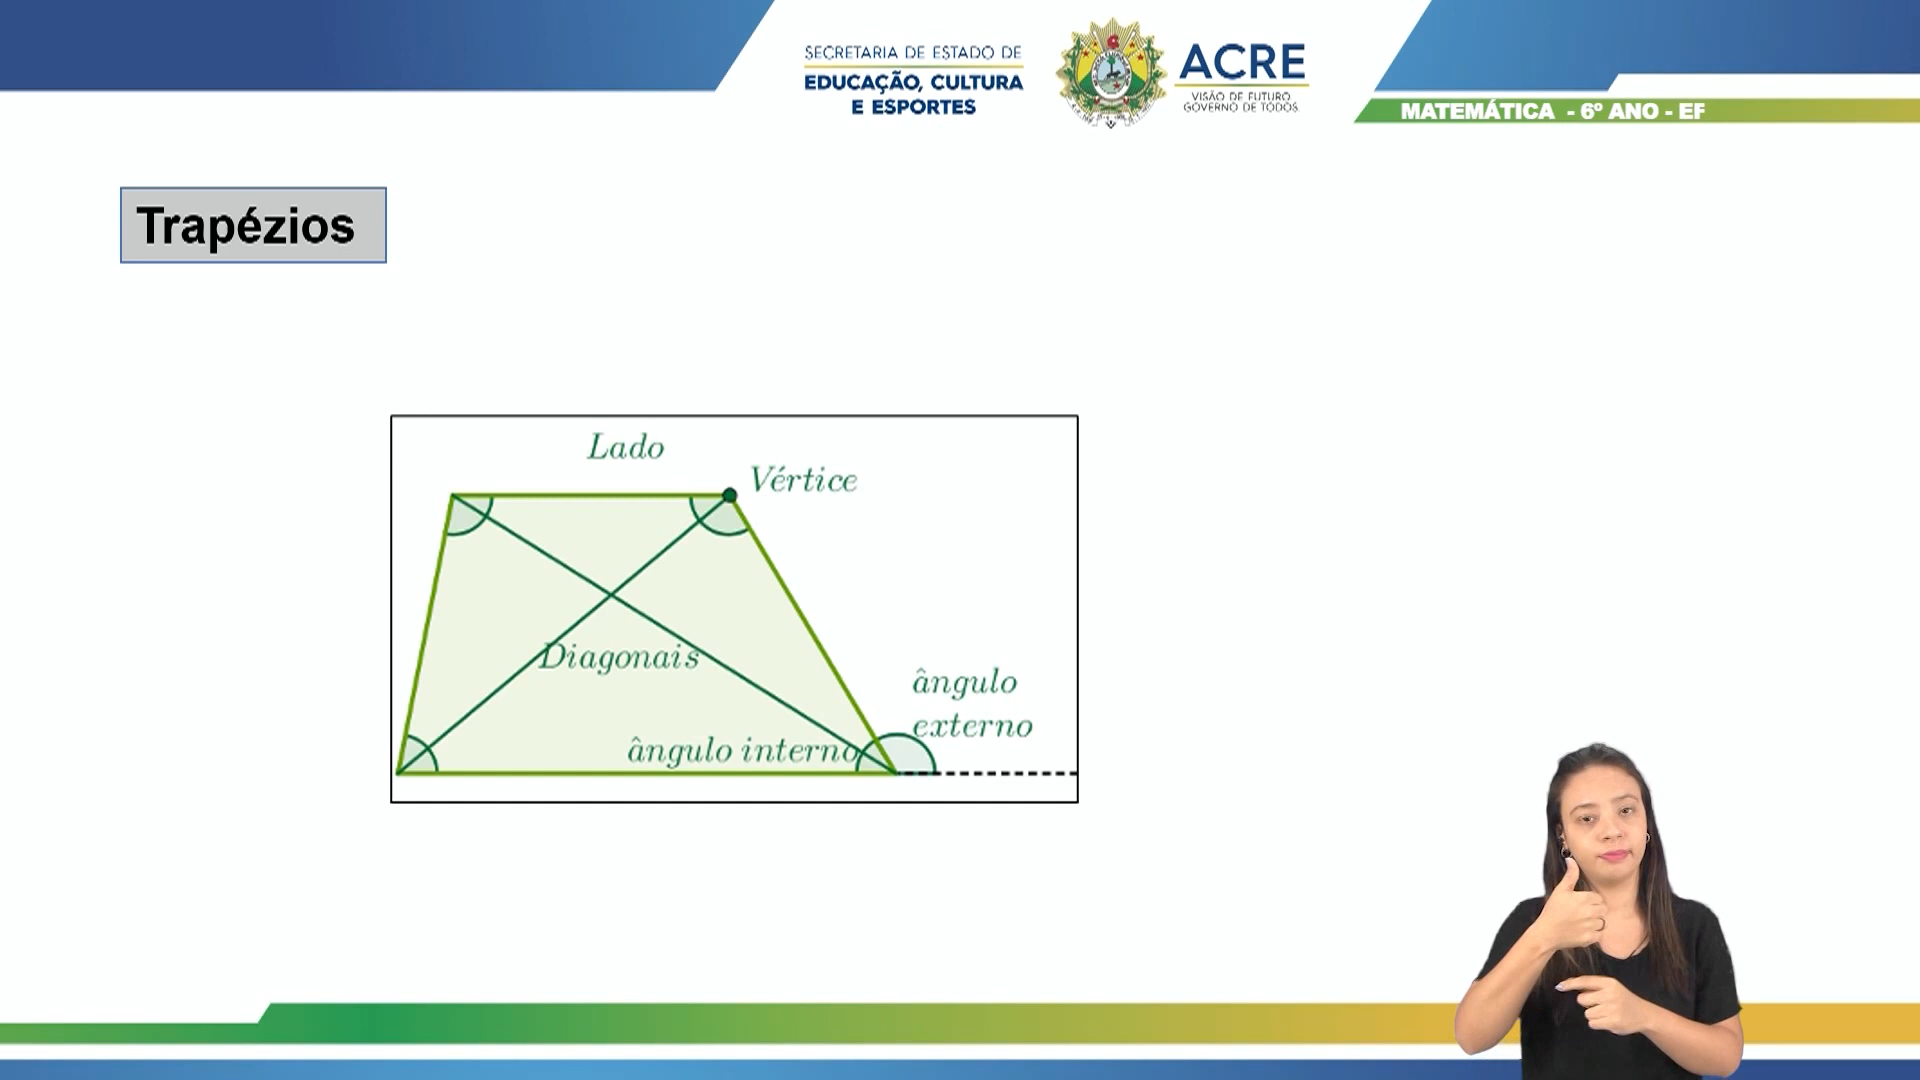 SECRETARIA DE ESTADO DE
EDUCAÇÃO, CULTURA
E ESPORTES
ACRE
VISÃO DE FUTURO
GOVERNO DE TODOS
MATEMÁTICA - 6º ANO - EF
Trapézios
Lado
Vértice
Diagonais
ângulo
externo
ângulo interno